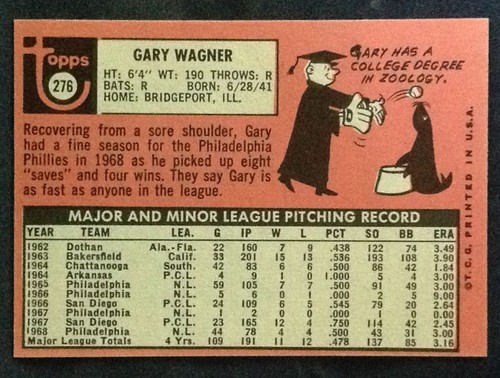 topps
276
GARY WAGNER
HT: 6'4" WT: 190 THROWS: R
BATS: R BORN: 6/28/41
HOME: BRIDGEPORT, ILL.
GARY HAS A
COLLEGE DEGREE
IN ZOOLOGY.
Recovering from a sore shoulder, Gary
had a fine season for the Philadelphia
Phillies in 1968 as he picked up eight
"saves" and four wins. They say Gary is
as fast as anyone in the league.
MAJOR AND MINOR LEAGUE PITCHING RECORD
YEAR TEAM LEA. G IP W L PCT SO BB ERA
1962 Dothan Ala.-Fla. 22 160 7 9 .438 122 74 3.49
1963 Bakersfield Calif. 33 201 15 13 .536 193 108 3.90
1964 Chattanooga South. 42 83 6 6 .500 86 42 1.84
1964 Arkansas P.C.L. 4 9 1 0 1.000 5 4 3.00
1965 Philadelphia N.L. 59 105 7 7 .500 91 49 3.00
1966 Philadelphia N.L. 5 6 0 1 .000 2 5 9.00
1966 San Diego P.C.L. 24 109 6 5 .545 79 20 2.64
1967 Philadelphia N.L. 1 2 0 0 .000 1 0 0.00
1967 San Diego P.C.L. 23 165 12 4 .750 114 42 2.45
1968 Philadelphia N.L. 44 78 4 4 .500 43 31 3.00
Major League Totals 4 Yrs. 109 191 11 12 .478 137 85 3.16
©T.C.G. PRINTED IN U.S.A.